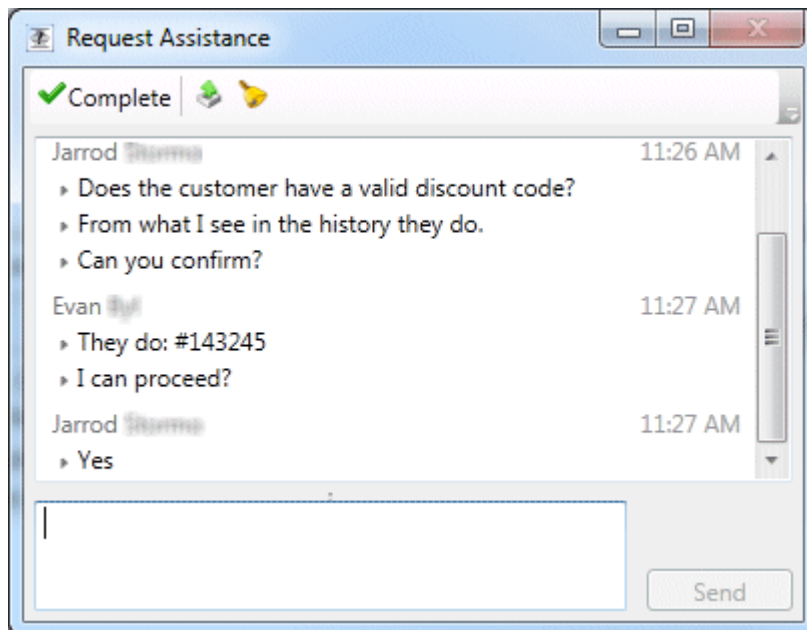 Request Assistance
Complete
Jarrod 11:26 AM
Does the customer have a valid discount code?
From what I see in the history they do.
Can you confirm?
Evan 11:27 AM
They do: #143245
I can proceed?
Jarrod 11:27 AM
Yes
Send